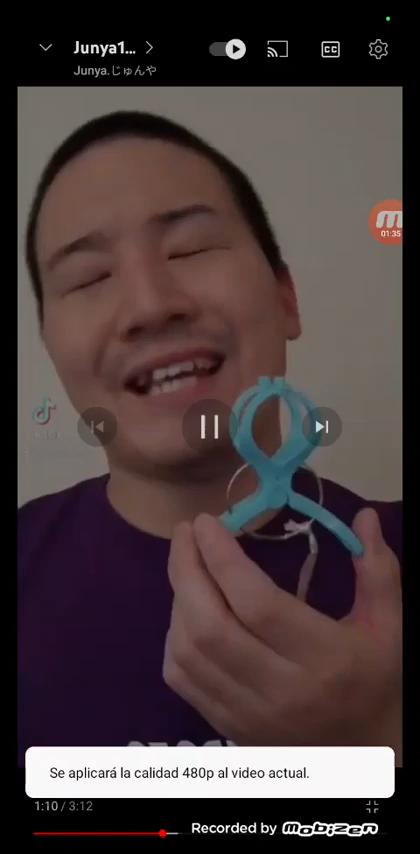 Junya1...
CC
Junya.じゅんや
01:35
Se aplicará la calidad 480p al video actual.
1:10 / 3:12
Recorded by Mobizen